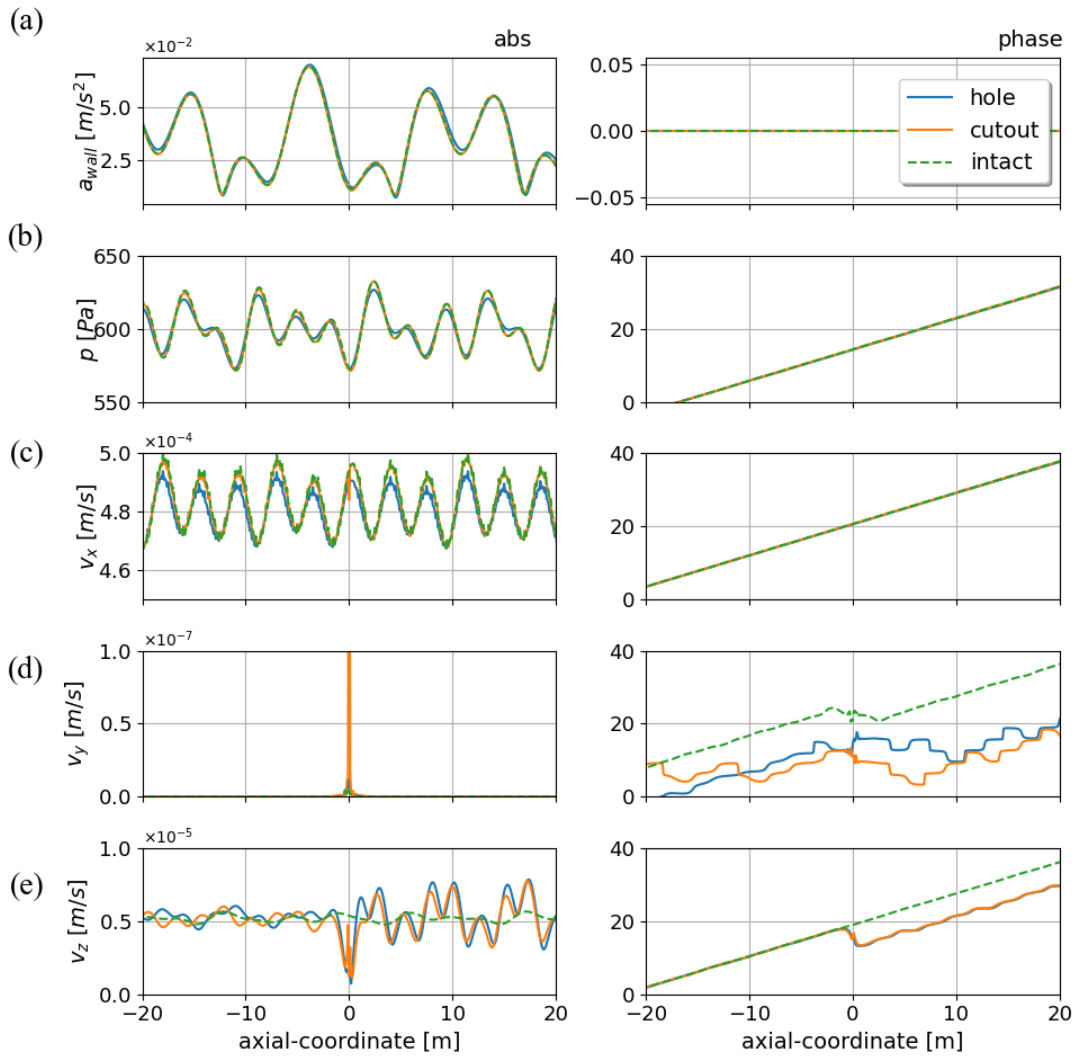 (a)
abs
phase
×10⁻²
a_wall [m/s²]
5.0
2.5
0.05
0.00
−0.05
hole
cutout
intact
(b)
p [Pa]
650
600
550
40
20
0
(c)
×10⁻⁴
v_x [m/s]
5.0
4.8
4.6
40
20
0
(d)
×10⁻⁷
v_y [m/s]
1.0
0.5
0.0
40
20
0
(e)
×10⁻⁵
v_z [m/s]
1.0
0.5
0.0
40
20
0
−20 −10 0 10 20
−20 −10 0 10 20
axial-coordinate [m]
axial-coordinate [m]